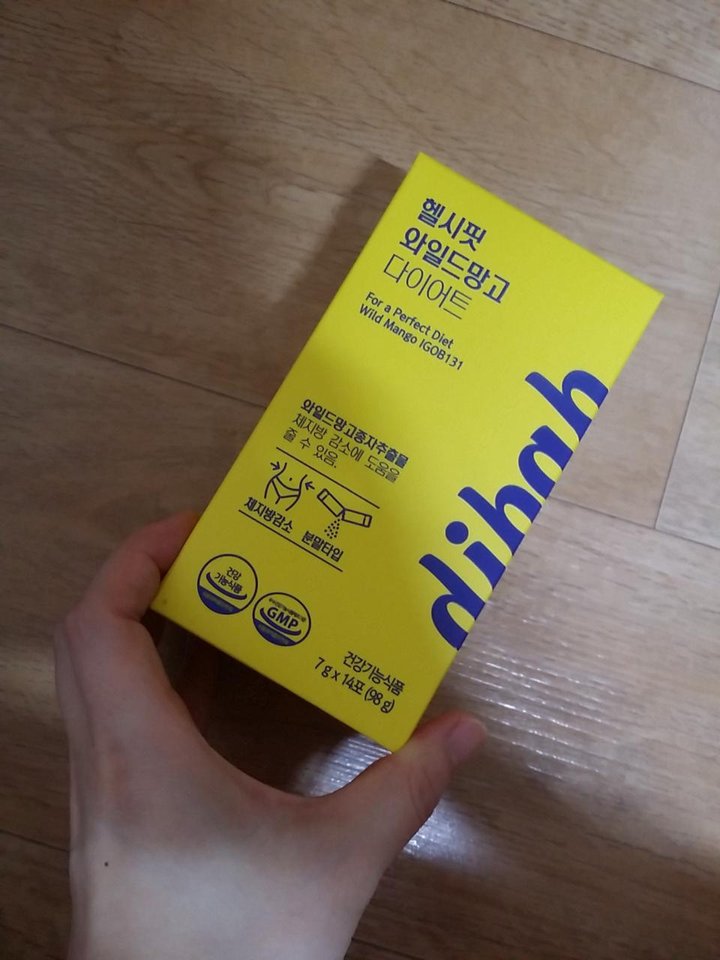 헬시핏
와일드망고
다이어트
For a Perfect Diet
Wild Mango IGOB131
와일드망고종자추출물
체지방 감소에 도움을
줄 수 있음.
체지방감소
분말타입
건강
기능식품
GMP
dibah
건강기능식품
7 g x 14포 (98 g)